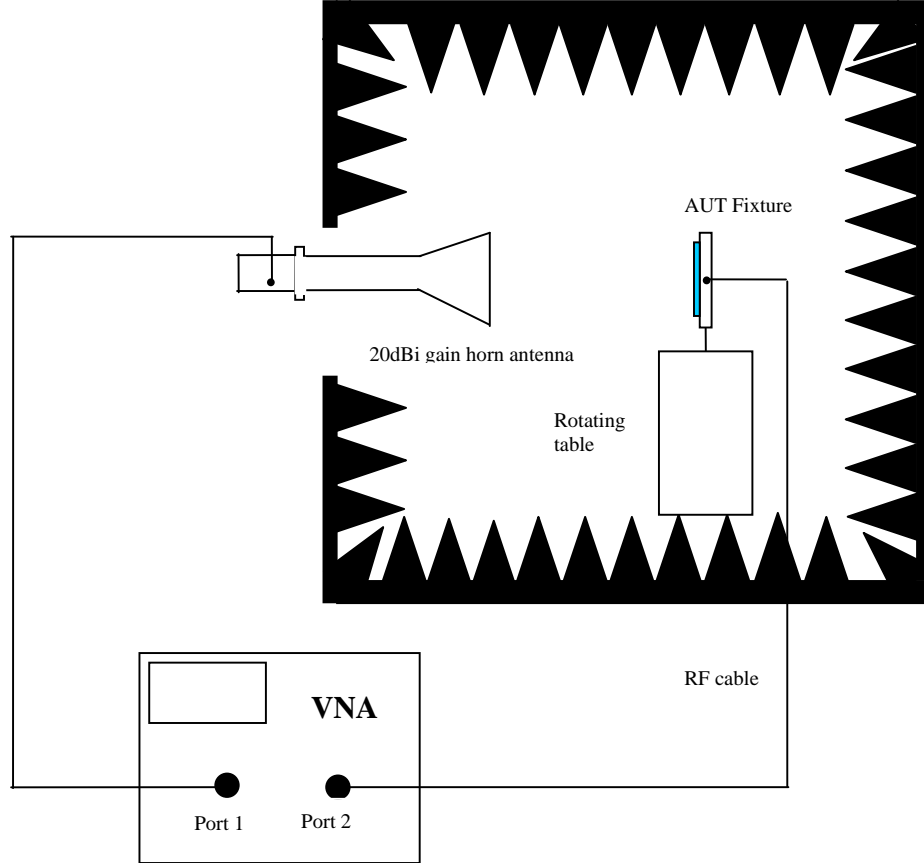 AUT Fixture
20dBi gain horn antenna
Rotating
table
RF cable
VNA
Port 1
Port 2